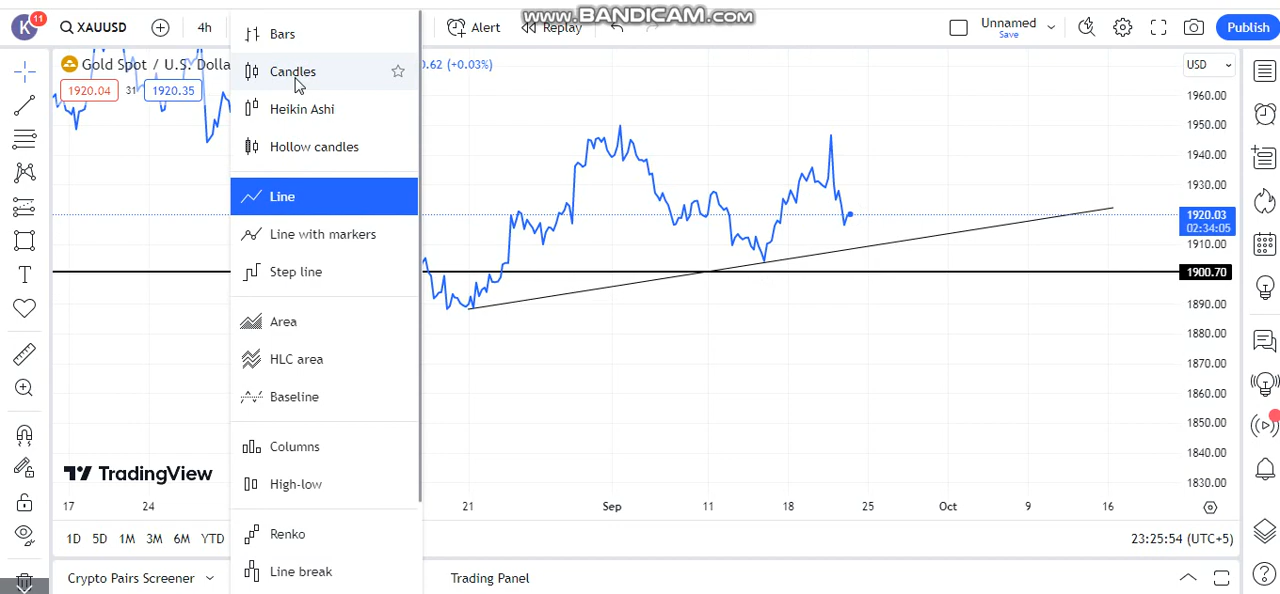 www.BANDICAM.com
K 11 XAUUSD 4h Alert Replay Unnamed Save Publish
Gold Spot / U.S. Dolla 0.62 (+0.03%) USD
1920.04 31 1920.35
Bars
Candles
Heikin Ashi
Hollow candles
Line
Line with markers
Step line
Area
HLC area
Baseline
Columns
High-low
Renko
Line break
1960.00
1950.00
1940.00
1930.00
1920.03
02:34:05
1910.00
1900.70
1890.00
1880.00
1870.00
1860.00
1850.00
1840.00
1830.00
TradingView
17 24 21 Sep 11 18 25 Oct 9 16
1D 5D 1M 3M 6M YTD 23:25:54 (UTC+5)
Crypto Pairs Screener Trading Panel